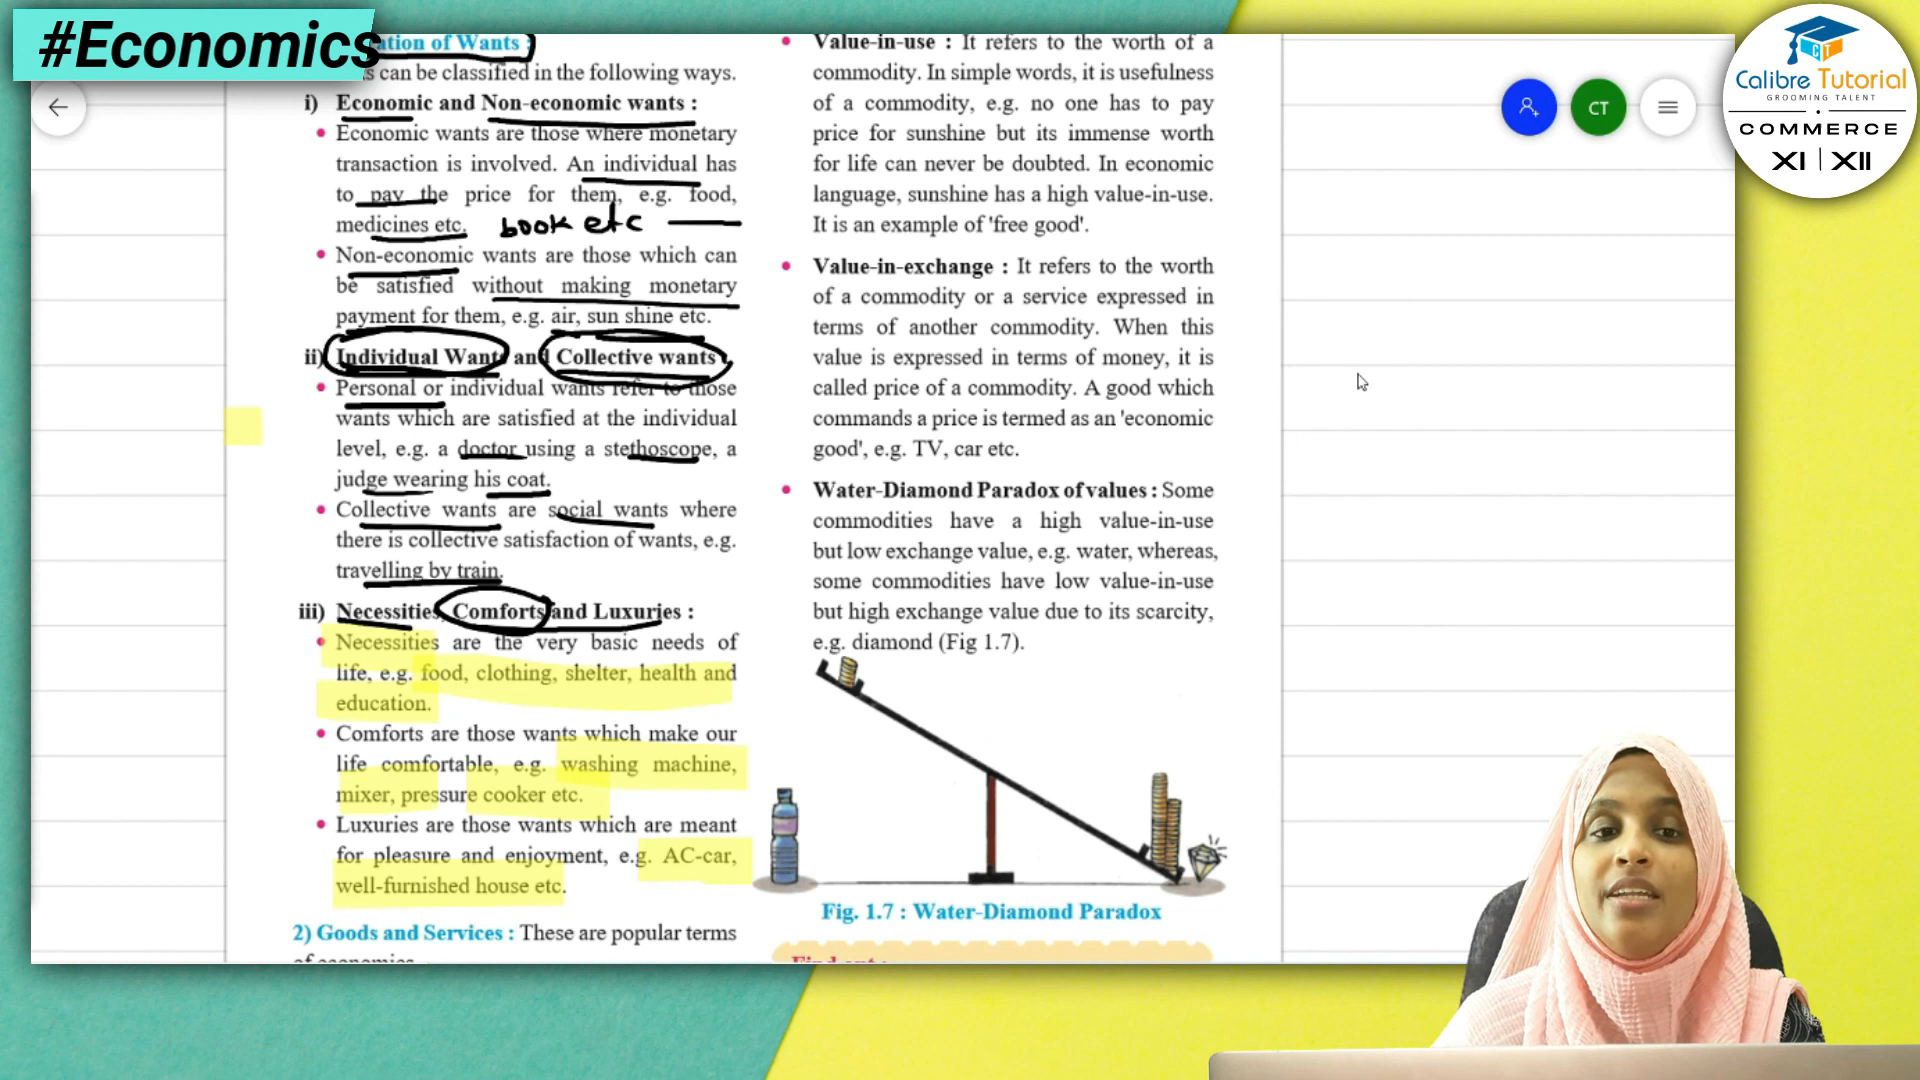 #Economics
ation of Wants :
s can be classified in the following ways.
i) Economic and Non-economic wants :
• Economic wants are those where monetary
transaction is involved. An individual has
to pay the price for them, e.g. food,
medicines etc. book etc
• Non-economic wants are those which can
be satisfied without making monetary
payment for them, e.g. air, sun shine etc.
ii) Individual Wants and Collective wants :
• Personal or individual wants refer to those
wants which are satisfied at the individual
level, e.g. a doctor using a stethoscope, a
judge wearing his coat.
• Collective wants are social wants where
there is collective satisfaction of wants, e.g.
travelling by train.
iii) Necessities, Comforts and Luxuries :
• Necessities are the very basic needs of
life, e.g. food, clothing, shelter, health and
education.
• Comforts are those wants which make our
life comfortable, e.g. washing machine,
mixer, pressure cooker etc.
• Luxuries are those wants which are meant
for pleasure and enjoyment, e.g. AC-car,
well-furnished house etc.
2) Goods and Services : These are popular terms
of economics
• Value-in-use : It refers to the worth of a
commodity. In simple words, it is usefulness
of a commodity, e.g. no one has to pay
price for sunshine but its immense worth
for life can never be doubted. In economic
language, sunshine has a high value-in-use.
It is an example of 'free good'.
• Value-in-exchange : It refers to the worth
of a commodity or a service expressed in
terms of another commodity. When this
value is expressed in terms of money, it is
called price of a commodity. A good which
commands a price is termed as an 'economic
good', e.g. TV, car etc.
• Water-Diamond Paradox of values : Some
commodities have a high value-in-use
but low exchange value, e.g. water, whereas,
some commodities have low value-in-use
but high exchange value due to its scarcity,
e.g. diamond (Fig 1.7).
Fig. 1.7 : Water-Diamond Paradox
Find out :
CT
CT
Calibre Tutorial
GROOMING TALENT
COMMERCE
XI | XII